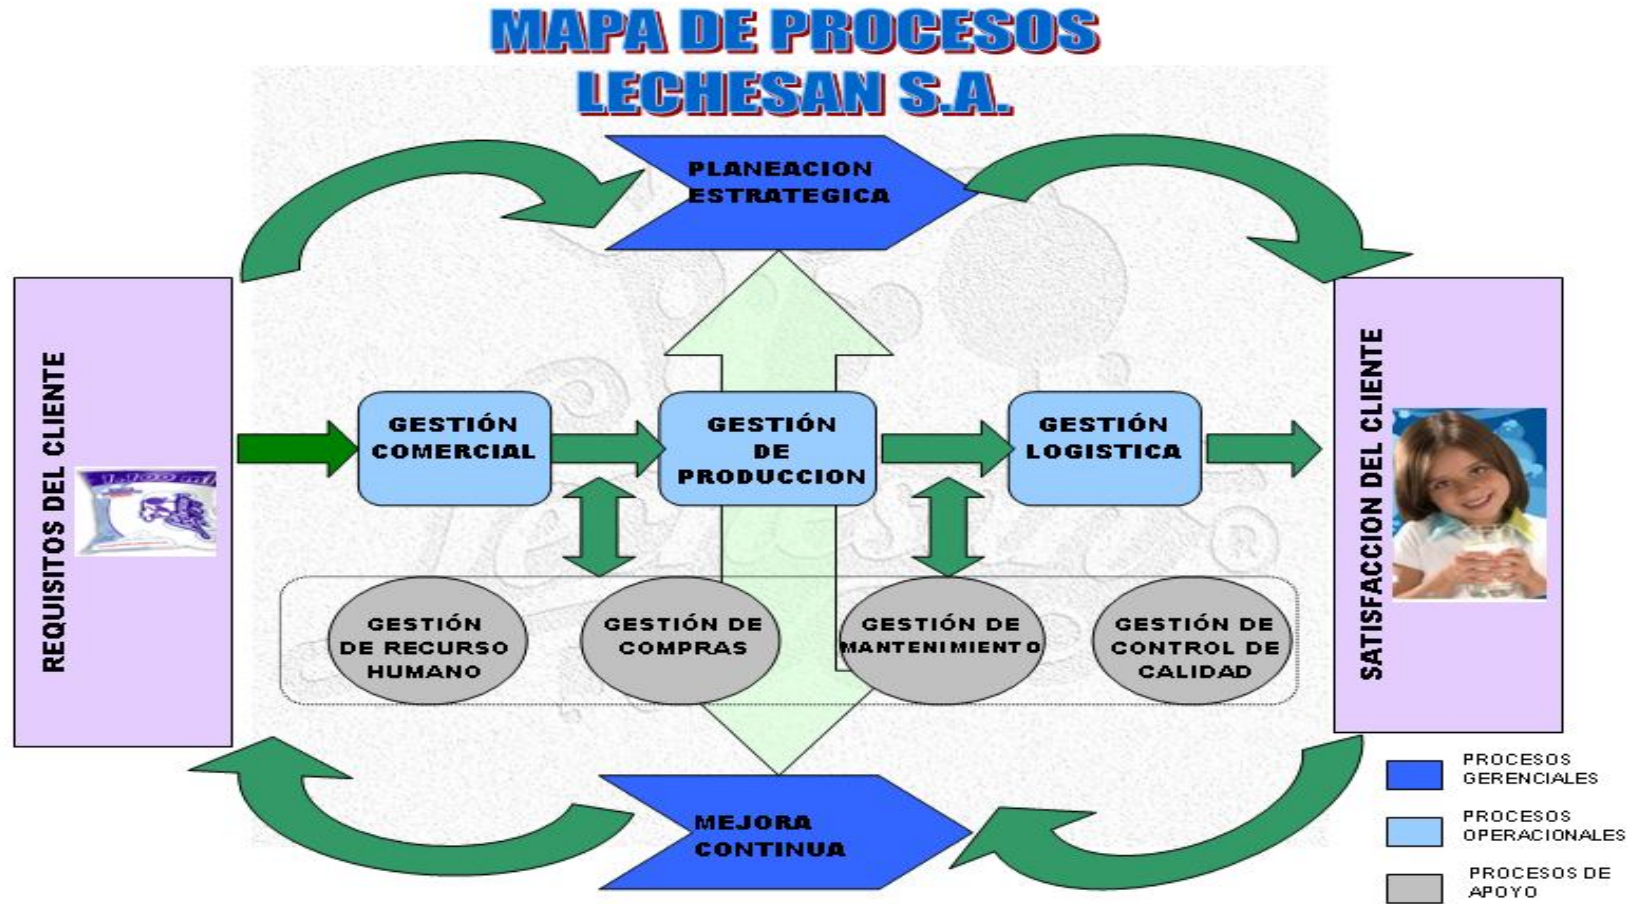 MAPA DE PROCESOS
LECHESAN S.A.
PLANEACION
ESTRATEGICA
REQUISITOS DEL CLIENTE
GESTIÓN
COMERCIAL
GESTIÓN
DE
PRODUCCION
GESTIÓN
LOGISTICA
SATISFACCION DEL CLIENTE
GESTIÓN
DE RECURSO
HUMANO
GESTIÓN DE
COMPRAS
GESTIÓN DE
MANTENIMIENTO
GESTIÓN DE
CONTROL DE
CALIDAD
MEJORA
CONTINUA
PROCESOS
GERENCIALES
PROCESOS
OPERACIONALES
PROCESOS DE
APOYO